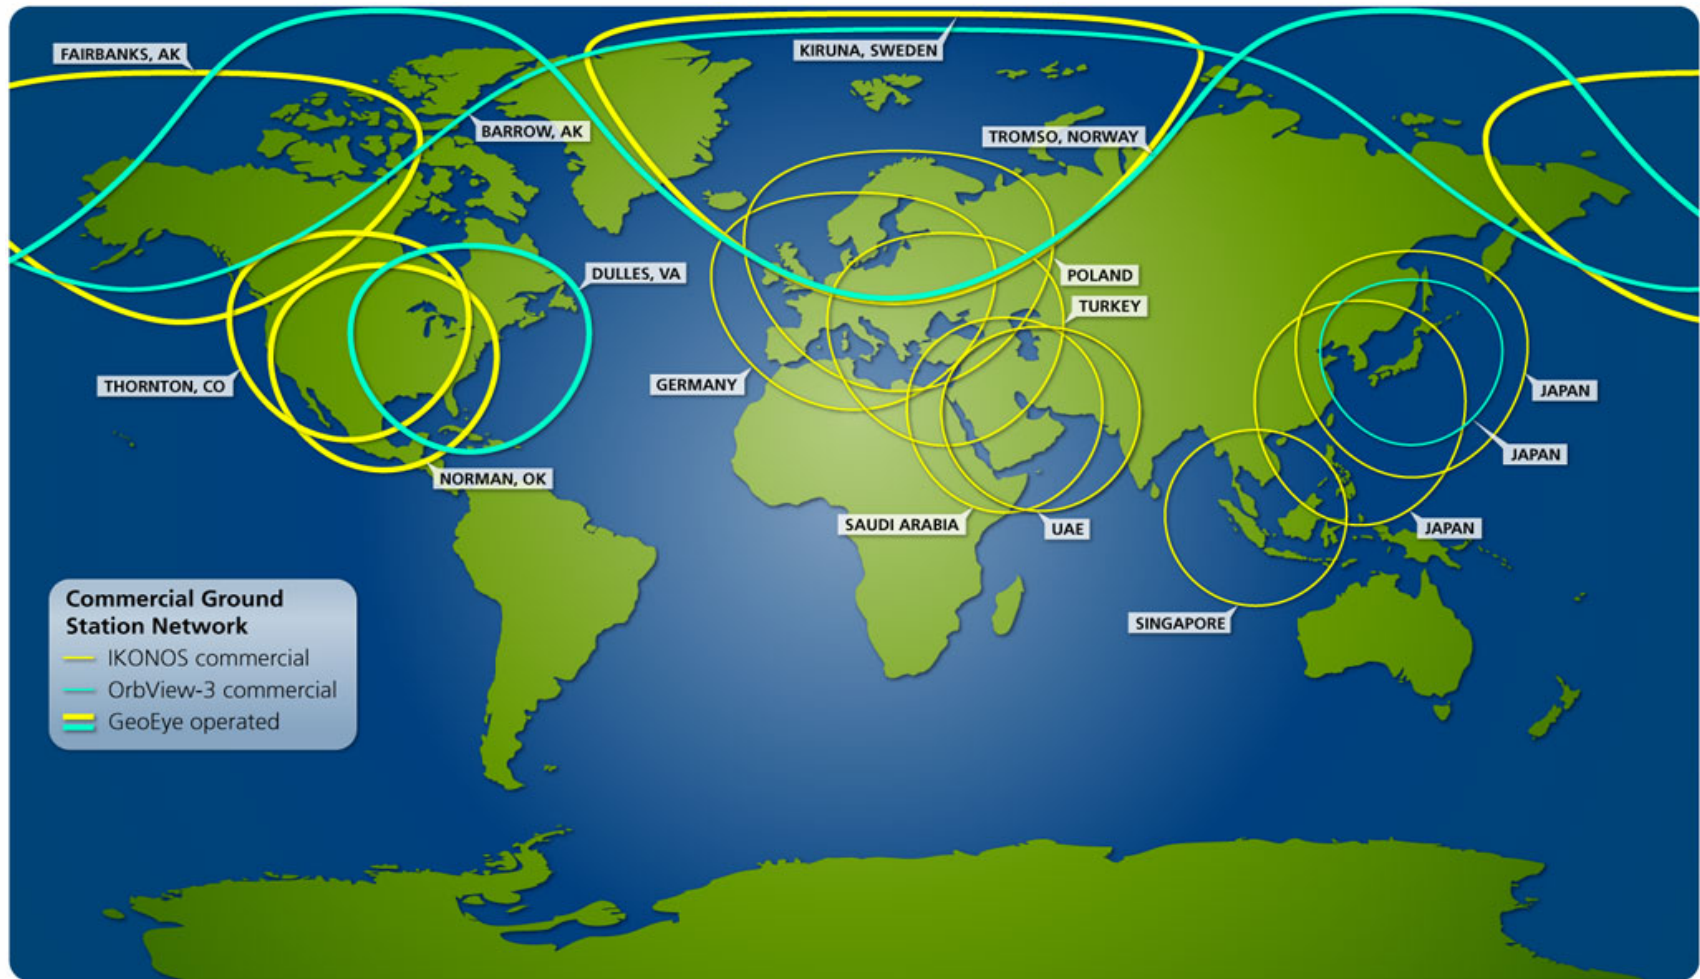 FAIRBANKS, AK
KIRUNA, SWEDEN
BARROW, AK
TROMSO, NORWAY
DULLES, VA
POLAND
TURKEY
THORNTON, CO
GERMANY
JAPAN
JAPAN
NORMAN, OK
SAUDI ARABIA
UAE
JAPAN
SINGAPORE
Commercial Ground
Station Network
IKONOS commercial
OrbView-3 commercial
GeoEye operated